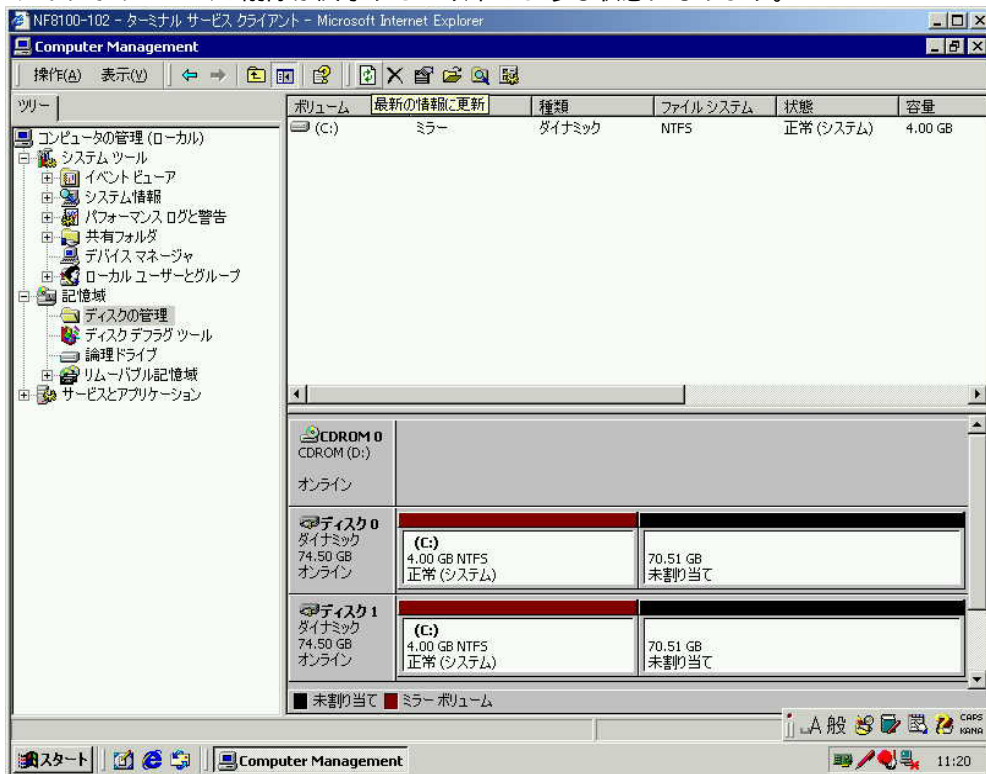 NF8100-102 - ターミナル サービス クライアント - Microsoft Internet Explorer
Computer Management
操作(A) 表示(V)
ツリー
コンピュータの管理 (ローカル)
システム ツール
イベント ビューア
システム情報
パフォーマンス ログと警告
共有フォルダ
デバイス マネージャ
ローカル ユーザーとグループ
記憶域
ディスクの管理
ディスク デフラグ ツール
論理ドライブ
リムーバブル記憶域
サービスとアプリケーション
ボリューム 最新の情報に更新 種類 ファイル システム 状態 容量
(C:) ミラー ダイナミック NTFS 正常 (システム) 4.00 GB
CDROM 0
CDROM (D:)
オンライン
ディスク 0
ダイナミック
74.50 GB
オンライン
(C:)
4.00 GB NTFS
正常 (システム)
70.51 GB
未割り当て
ディスク 1
ダイナミック
74.50 GB
オンライン
(C:)
4.00 GB NTFS
正常 (システム)
70.51 GB
未割り当て
未割り当て ミラー ボリューム
A 般 CAPS
KANA
スタート Computer Management 11:20